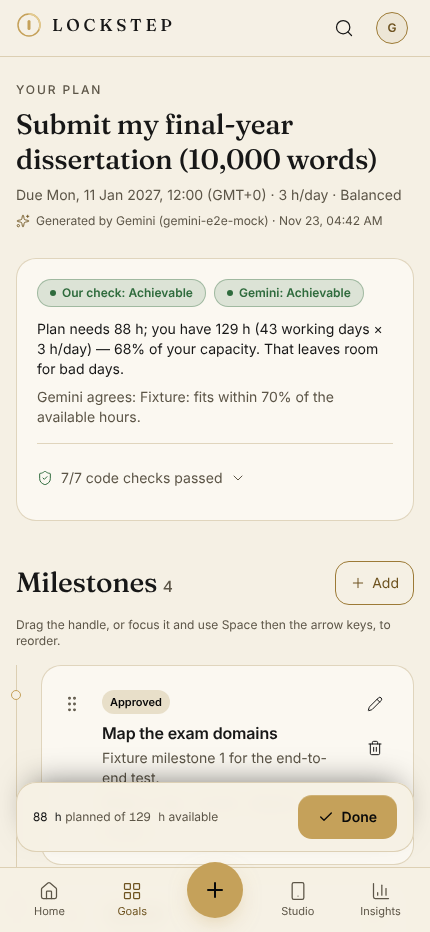 LOCKSTEP
G
YOUR PLAN
Submit my final-year
dissertation (10,000 words)
Due Mon, 11 Jan 2027, 12:00 (GMT+0) · 3 h/day · Balanced
Generated by Gemini (gemini-e2e-mock) · Nov 23, 04:42 AM
Our check: Achievable
Gemini: Achievable
Plan needs 88 h; you have 129 h (43 working days ×
3 h/day) — 68% of your capacity. That leaves room
for bad days.
Gemini agrees: Fixture: fits within 70% of the
available hours.
7/7 code checks passed
Milestones 4
Add
Drag the handle, or focus it and use Space then the arrow keys, to
reorder.
Approved
Map the exam domains
Fixture milestone 1 for the end-to-
end test.
88 h planned of 129 h available
Done
Home
Goals
Studio
Insights